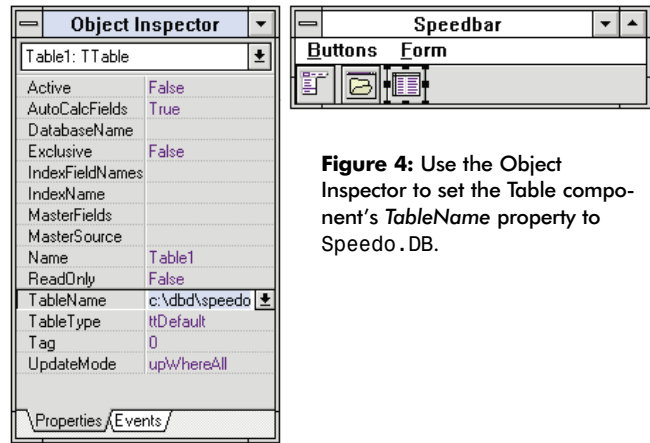 Object Inspector
Table1: TTable
Active False
AutoCalcFields True
DatabaseName
Exclusive False
IndexFieldNames
IndexName
MasterFields
MasterSource
Name Table1
ReadOnly False
TableName c:\dbd\speedo
TableType ttDefault
Tag 0
UpdateMode upWhereAll
Properties Events
Speedbar
Buttons Form
Figure 4: Use the Object
Inspector to set the Table compo-
nent's TableName property to
Speedo.DB.